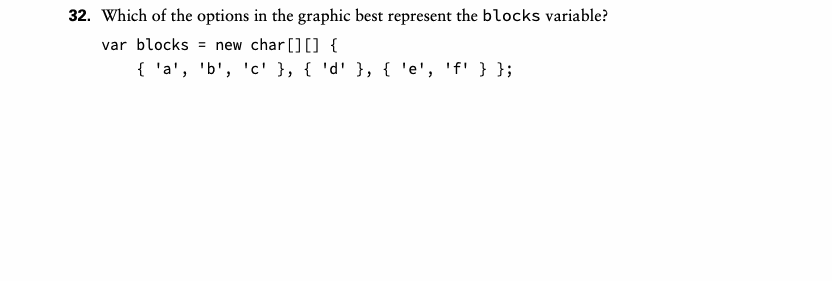 32. Which of the options in the graphic best represent the blocks variable?
var blocks = new char[][] {
{ 'a', 'b', 'c' }, { 'd' }, { 'e', 'f' } };